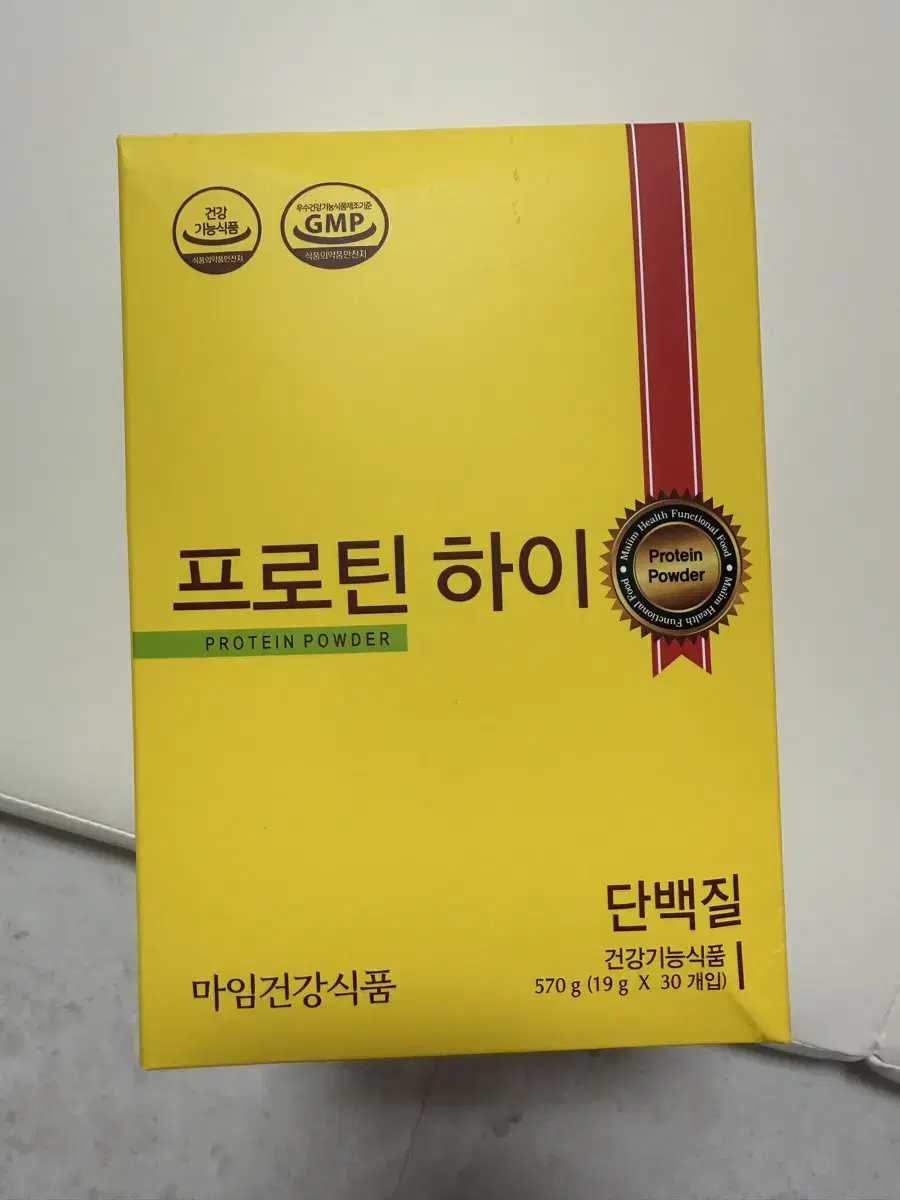 건강
기능식품
식품의약품안전처
우수건강기능식품제조기준
GMP
식품의약품안전처
프로틴 하이
PROTEIN POWDER
Maiim Health Functional Food
Protein
Powder
Maiim Health Functional Food
단백질
건강기능식품
570 g (19 g X 30 개입)
마임건강식품